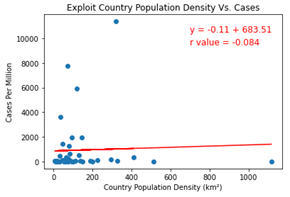 Exploit Country Population Density Vs. Cases
y = -0.11 + 683.51
r value = -0.084
10000
8000
6000
4000
2000
0
Cases Per Million
0
200
400
600
800
1000
Country Population Density (km²)